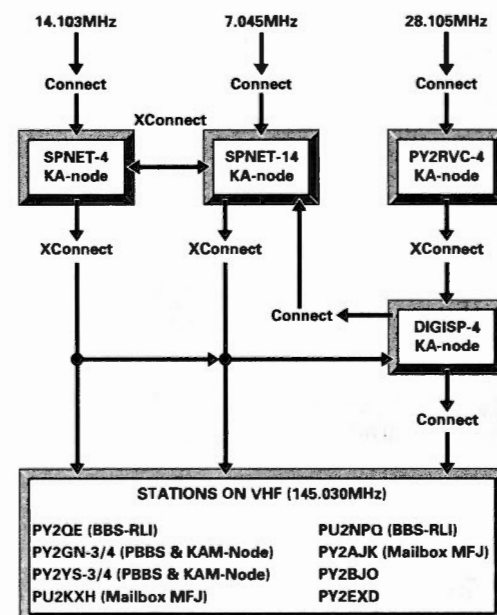 14.103MHz 7.045MHz 28.105MHz
Connect Connect Connect
XConnect
SPNET-4 SPNET-14 PY2RVC-4
KA-node KA-node KA-node
XConnect XConnect XConnect
Connect
DIGISP-4
KA-node
Connect
STATIONS ON VHF (145.030MHz)
PY2QE (BBS-RLI) PU2NPQ (BBS-RLI)
PY2GN-3/4 (PBBS & KAM-Node) PY2AJK (Mailbox MFJ)
PY2YS-3/4 (PBBS & KAM-Node) PY2BJO
PU2KXH (Mailbox MFJ) PY2EXD